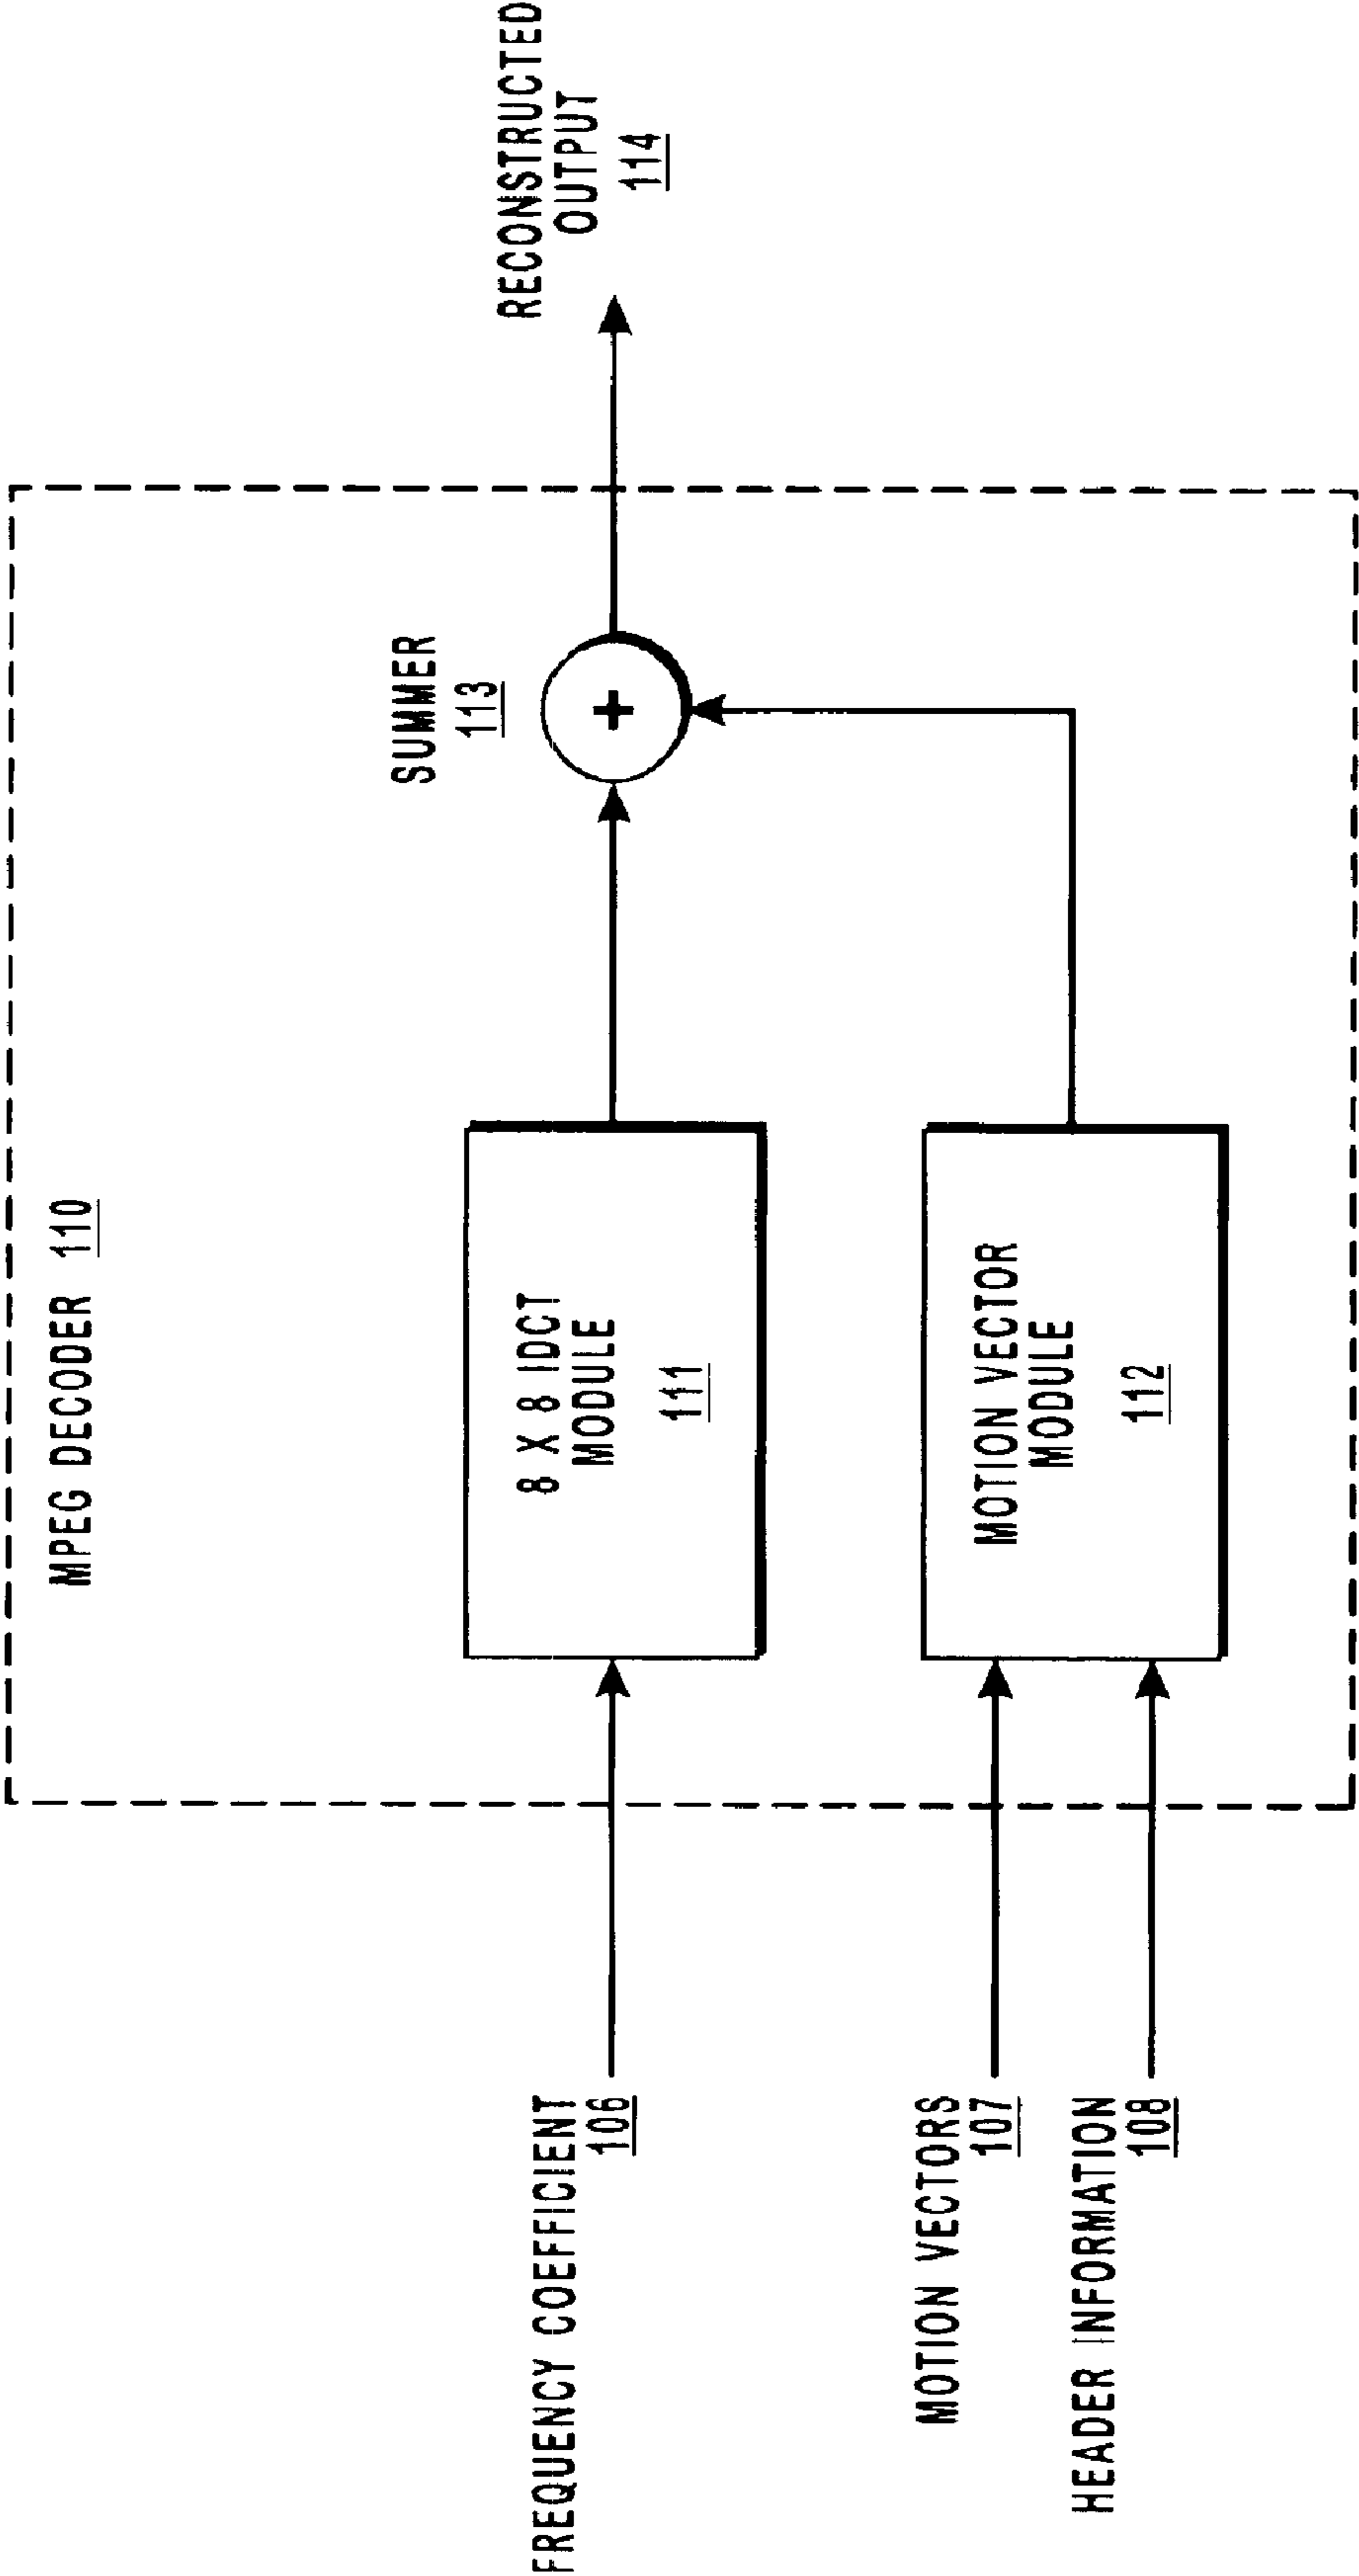 MPEG DECODER 110
FREQUENCY COEFFICIENT
106
8 X 8 IDCT
MODULE
111
SUMMER
113
RECONSTRUCTED
OUTPUT
114
MOTION VECTORS
107
HEADER INFORMATION
108
MOTION VECTOR
MODULE
112
+